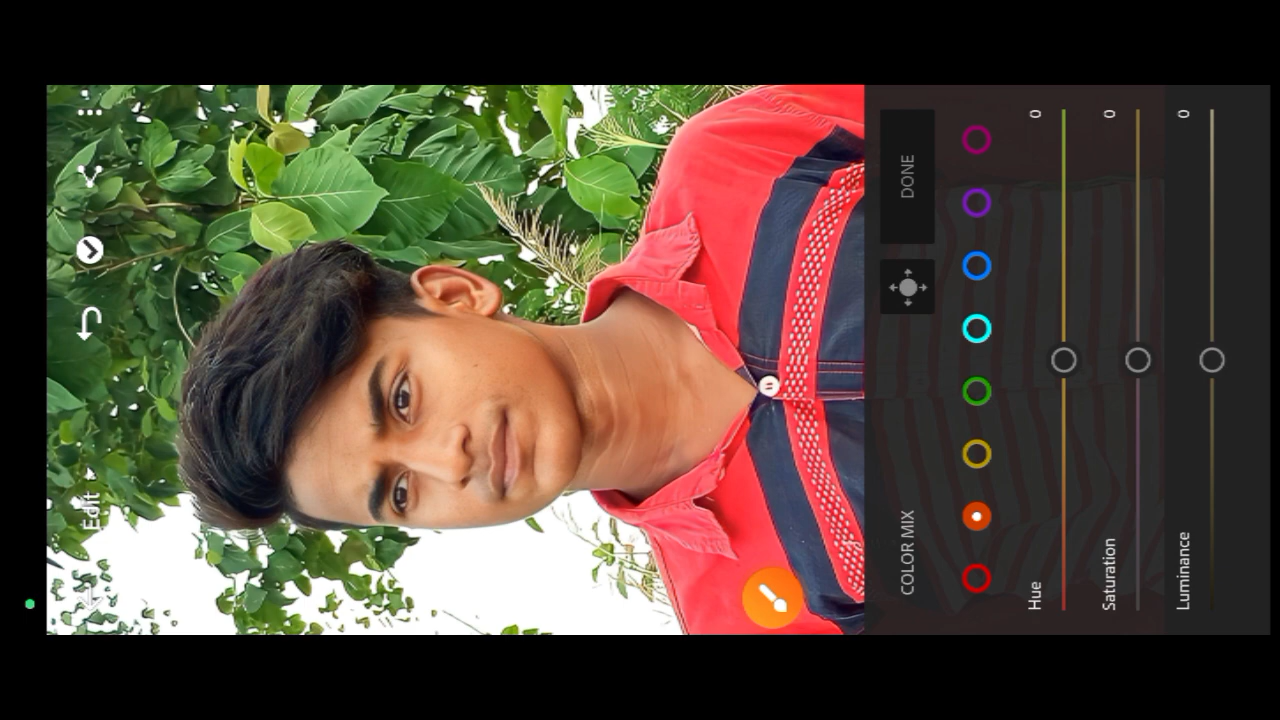 Edit
COLOR MIX
DONE
Hue
0
Saturation
0
Luminance
0